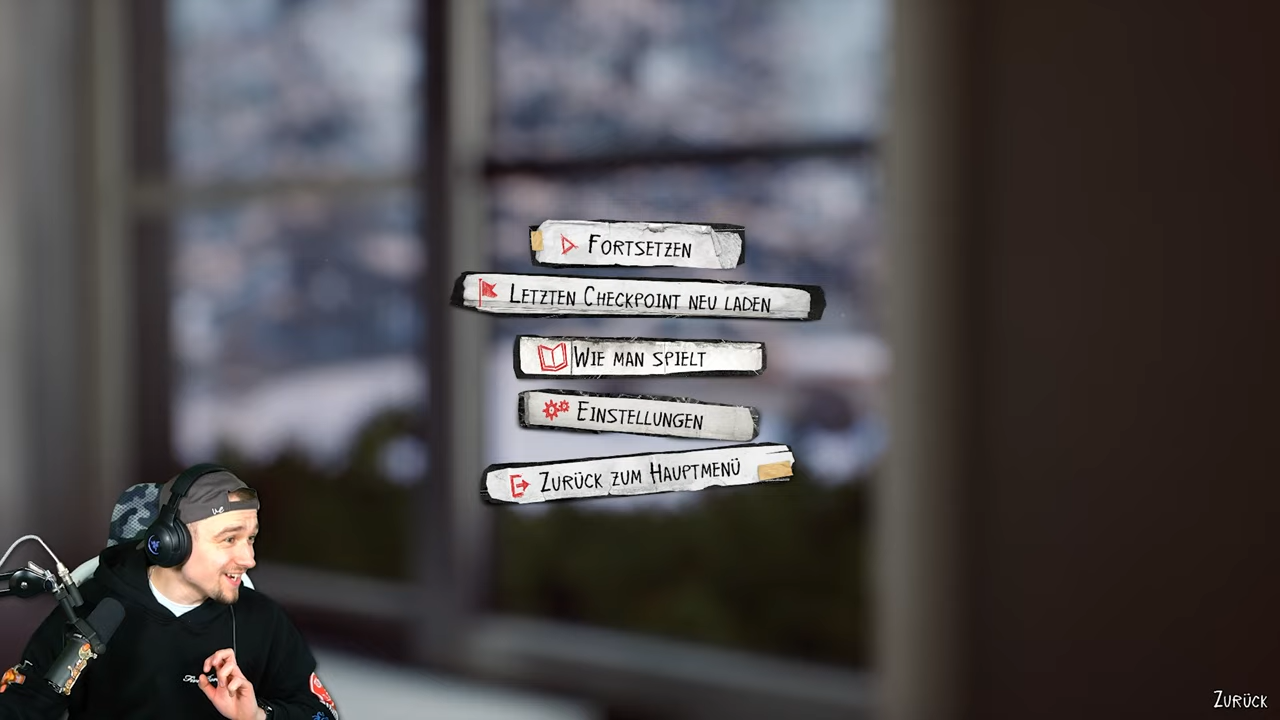 Fortsetzen
Letzten Checkpoint neu laden
Wie man spielt
Einstellungen
Zurück zum Hauptmenü
Zurück